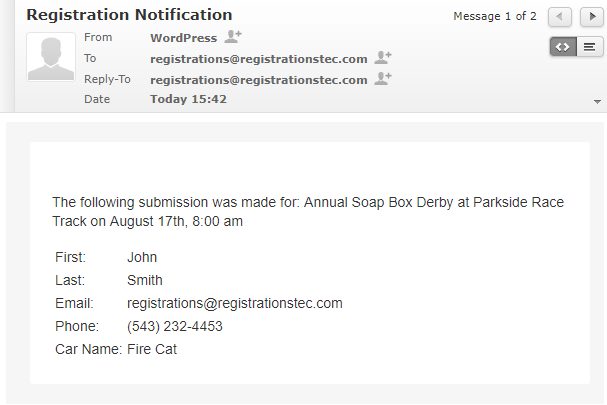 Registration Notification
Message 1 of 2
From WordPress
To registrations@registrationstec.com
Reply-To registrations@registrationstec.com
Date Today 15:42
The following submission was made for: Annual Soap Box Derby at Parkside Race
Track on August 17th, 8:00 am
First: John
Last: Smith
Email: registrations@registrationstec.com
Phone: (543) 232-4453
Car Name: Fire Cat